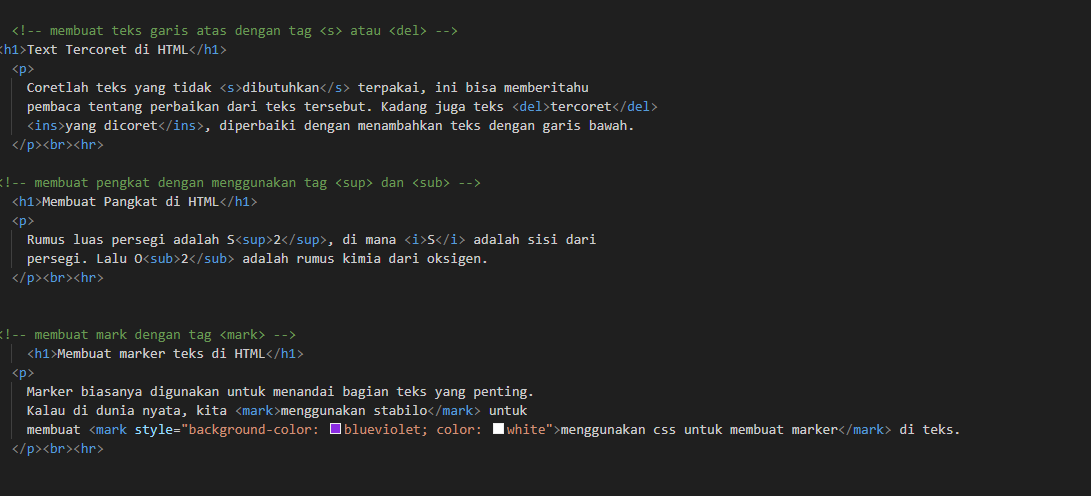 <!-- membuat teks garis atas dengan tag <s> atau <del> -->
<h1>Text Tercoret di HTML</h1>
<p>
Coretlah teks yang tidak <s>dibutuhkan</s> terpakai, ini bisa memberitahu
pembaca tentang perbaikan dari teks tersebut. Kadang juga teks <del>tercoret</del>
<ins>yang dicoret</ins>, diperbaiki dengan menambahkan teks dengan garis bawah.
</p><br><hr>
<!-- membuat pengkat dengan menggunakan tag <sup> dan <sub> -->
<h1>Membuat Pangkat di HTML</h1>
<p>
Rumus luas persegi adalah S<sup>2</sup>, di mana <i>S</i> adalah sisi dari
persegi. Lalu O<sub>2</sub> adalah rumus kimia dari oksigen.
</p><br><hr>
<!-- membuat mark dengan tag <mark> -->
<h1>Membuat marker teks di HTML</h1>
<p>
Marker biasanya digunakan untuk menandai bagian teks yang penting.
Kalau di dunia nyata, kita <mark>menggunakan stabilo</mark> untuk
membuat <mark style="background-color: blueviolet; color: white">menggunakan css untuk membuat marker</mark> di teks.
</p><br><hr>